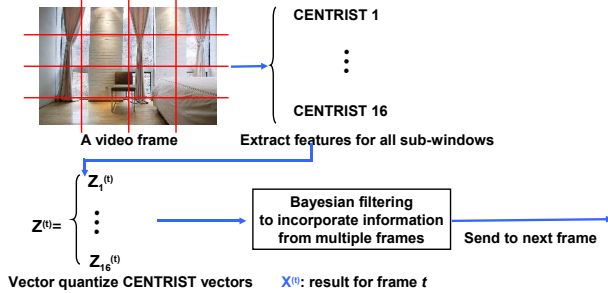 CENTRIST 1
CENTRIST 16
A video frame
Extract features for all sub-windows
Z1(t)
Z(t)=
Z16(t)
Bayesian filtering
to incorporate information
from multiple frames
Send to next frame
Vector quantize CENTRIST vectors
X(t): result for frame t